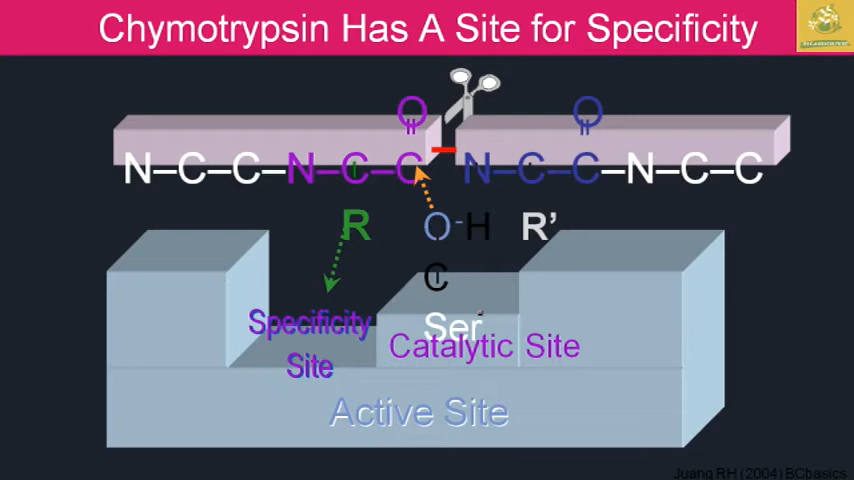 Chymotrypsin Has A Site for Specificity
O O
N–C–C–N–C–C–N–C–C–N–C–C
R O-H R’
C
Specificity
Site
Ser
Catalytic Site
Active Site
Juang RH (2004) BCbasics